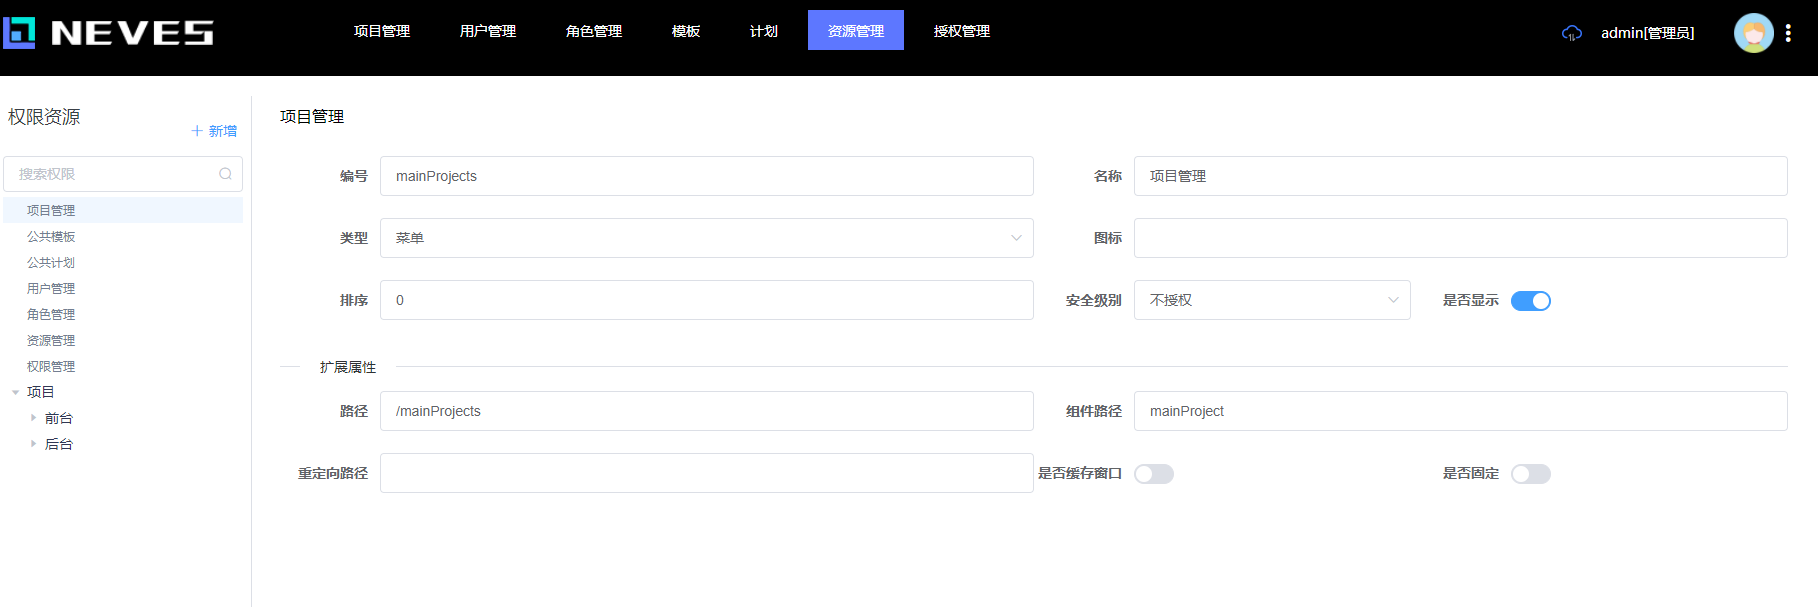 NEVES
项目管理 用户管理 角色管理 模板 计划 资源管理 授权管理
admin[管理员]
权限资源
新增
搜索权限
项目管理
公共模板
公共计划
用户管理
角色管理
资源管理
权限管理
项目
前台
后台
项目管理
编号 mainProjects 名称 项目管理
类型 菜单 图标
排序 0 安全级别 不授权 是否显示
扩展属性
路径 /mainProjects 组件路径 mainProject
重定向路径 是否缓存窗口 是否固定